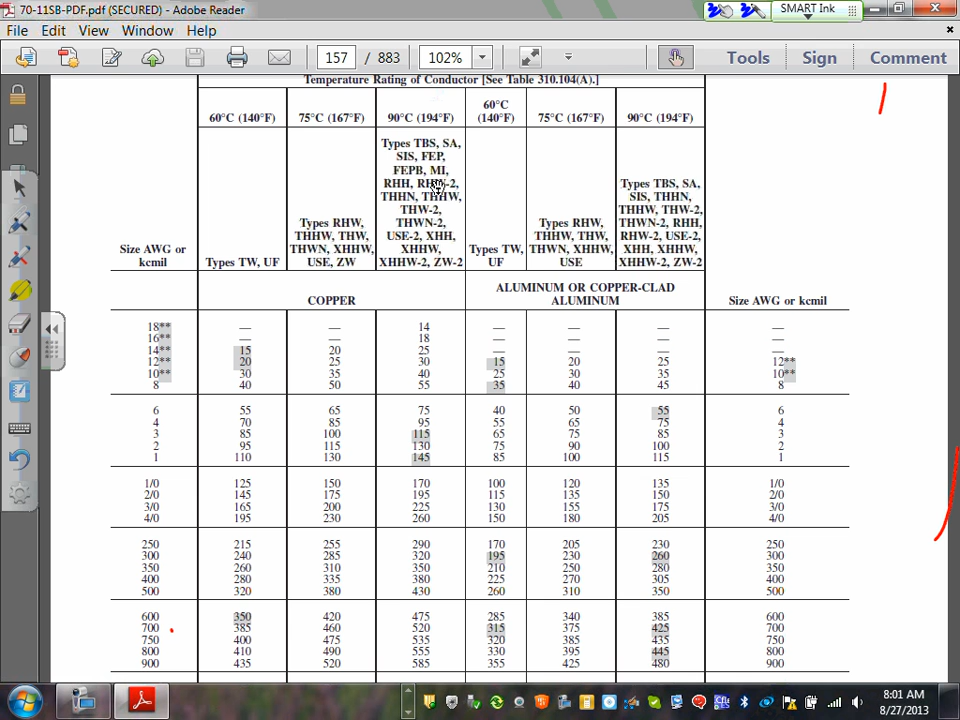 70-11SB-PDF.pdf (SECURED) - Adobe Reader
SMART Ink
File Edit View Window Help
157 / 883 102% Tools Sign Comment
Temperature Rating of Conductor [See Table 310.104(A).]
60°C (140°F) 75°C (167°F) 90°C (194°F) 60°C (140°F) 75°C (167°F) 90°C (194°F)
Size AWG or kcmil
Types TW, UF
Types RHW, THHW, THW, THWN, XHHW, USE, ZW
Types TBS, SA, SIS, FEP, FEPB, MI, RHH, RHW-2, THHN, THHW, THW-2, THWN-2, USE-2, XHH, XHHW, XHHW-2, ZW-2
Types TW, UF
Types RHW, THHW, THW, THWN, XHHW, USE
Types TBS, SA, SIS, THHN, THHW, THW-2, THWN-2, RHH, RHW-2, USE-2, XHH, XHHW, XHHW-2, ZW-2
COPPER ALUMINUM OR COPPER-CLAD ALUMINUM Size AWG or kcmil
18** — — 14 — — — —
16** — — 18 — — — —
14** 15 20 25 — — — —
12** 20 25 30 15 20 25 12**
10** 30 35 40 25 30 35 10**
8 40 50 55 35 40 45 8
6 55 65 75 40 50 55 6
4 70 85 95 55 65 75 4
3 85 100 115 65 75 85 3
2 95 115 130 75 90 100 2
1 110 130 145 85 100 115 1
1/0 125 150 170 100 120 135 1/0
2/0 145 175 195 115 135 150 2/0
3/0 165 200 225 130 155 175 3/0
4/0 195 230 260 150 180 205 4/0
250 215 255 290 170 205 230 250
300 240 285 320 195 230 260 300
350 260 310 350 210 250 280 350
400 280 335 380 225 270 305 400
500 320 380 430 260 310 350 500
600 350 420 475 285 340 385 600
700 385 460 520 315 375 425 700
750 400 475 535 320 385 435 750
800 410 490 555 330 395 445 800
900 435 520 585 355 425 480 900
8:01 AM
8/27/2013